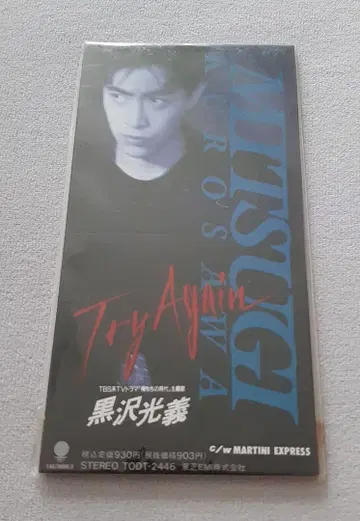 MITSUGI
KUROSAWA
Try Again
TBS系TVドラマ「俺たちの時代」主題歌
黒沢光義
c/w MARTINI EXPRESS
税込定価930円(税抜価格903円)
STEREO TODT-2446 東芝EMI株式会社